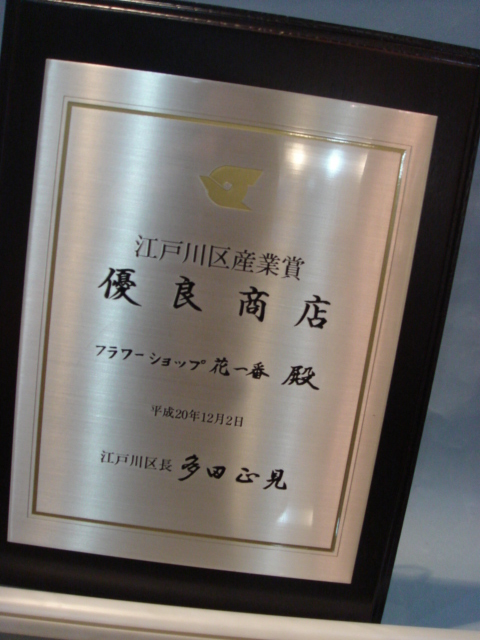 江戸川区産業賞
優良商店
フラワーショップ花一番 殿
平成20年12月2日
江戸川区長 多田正見